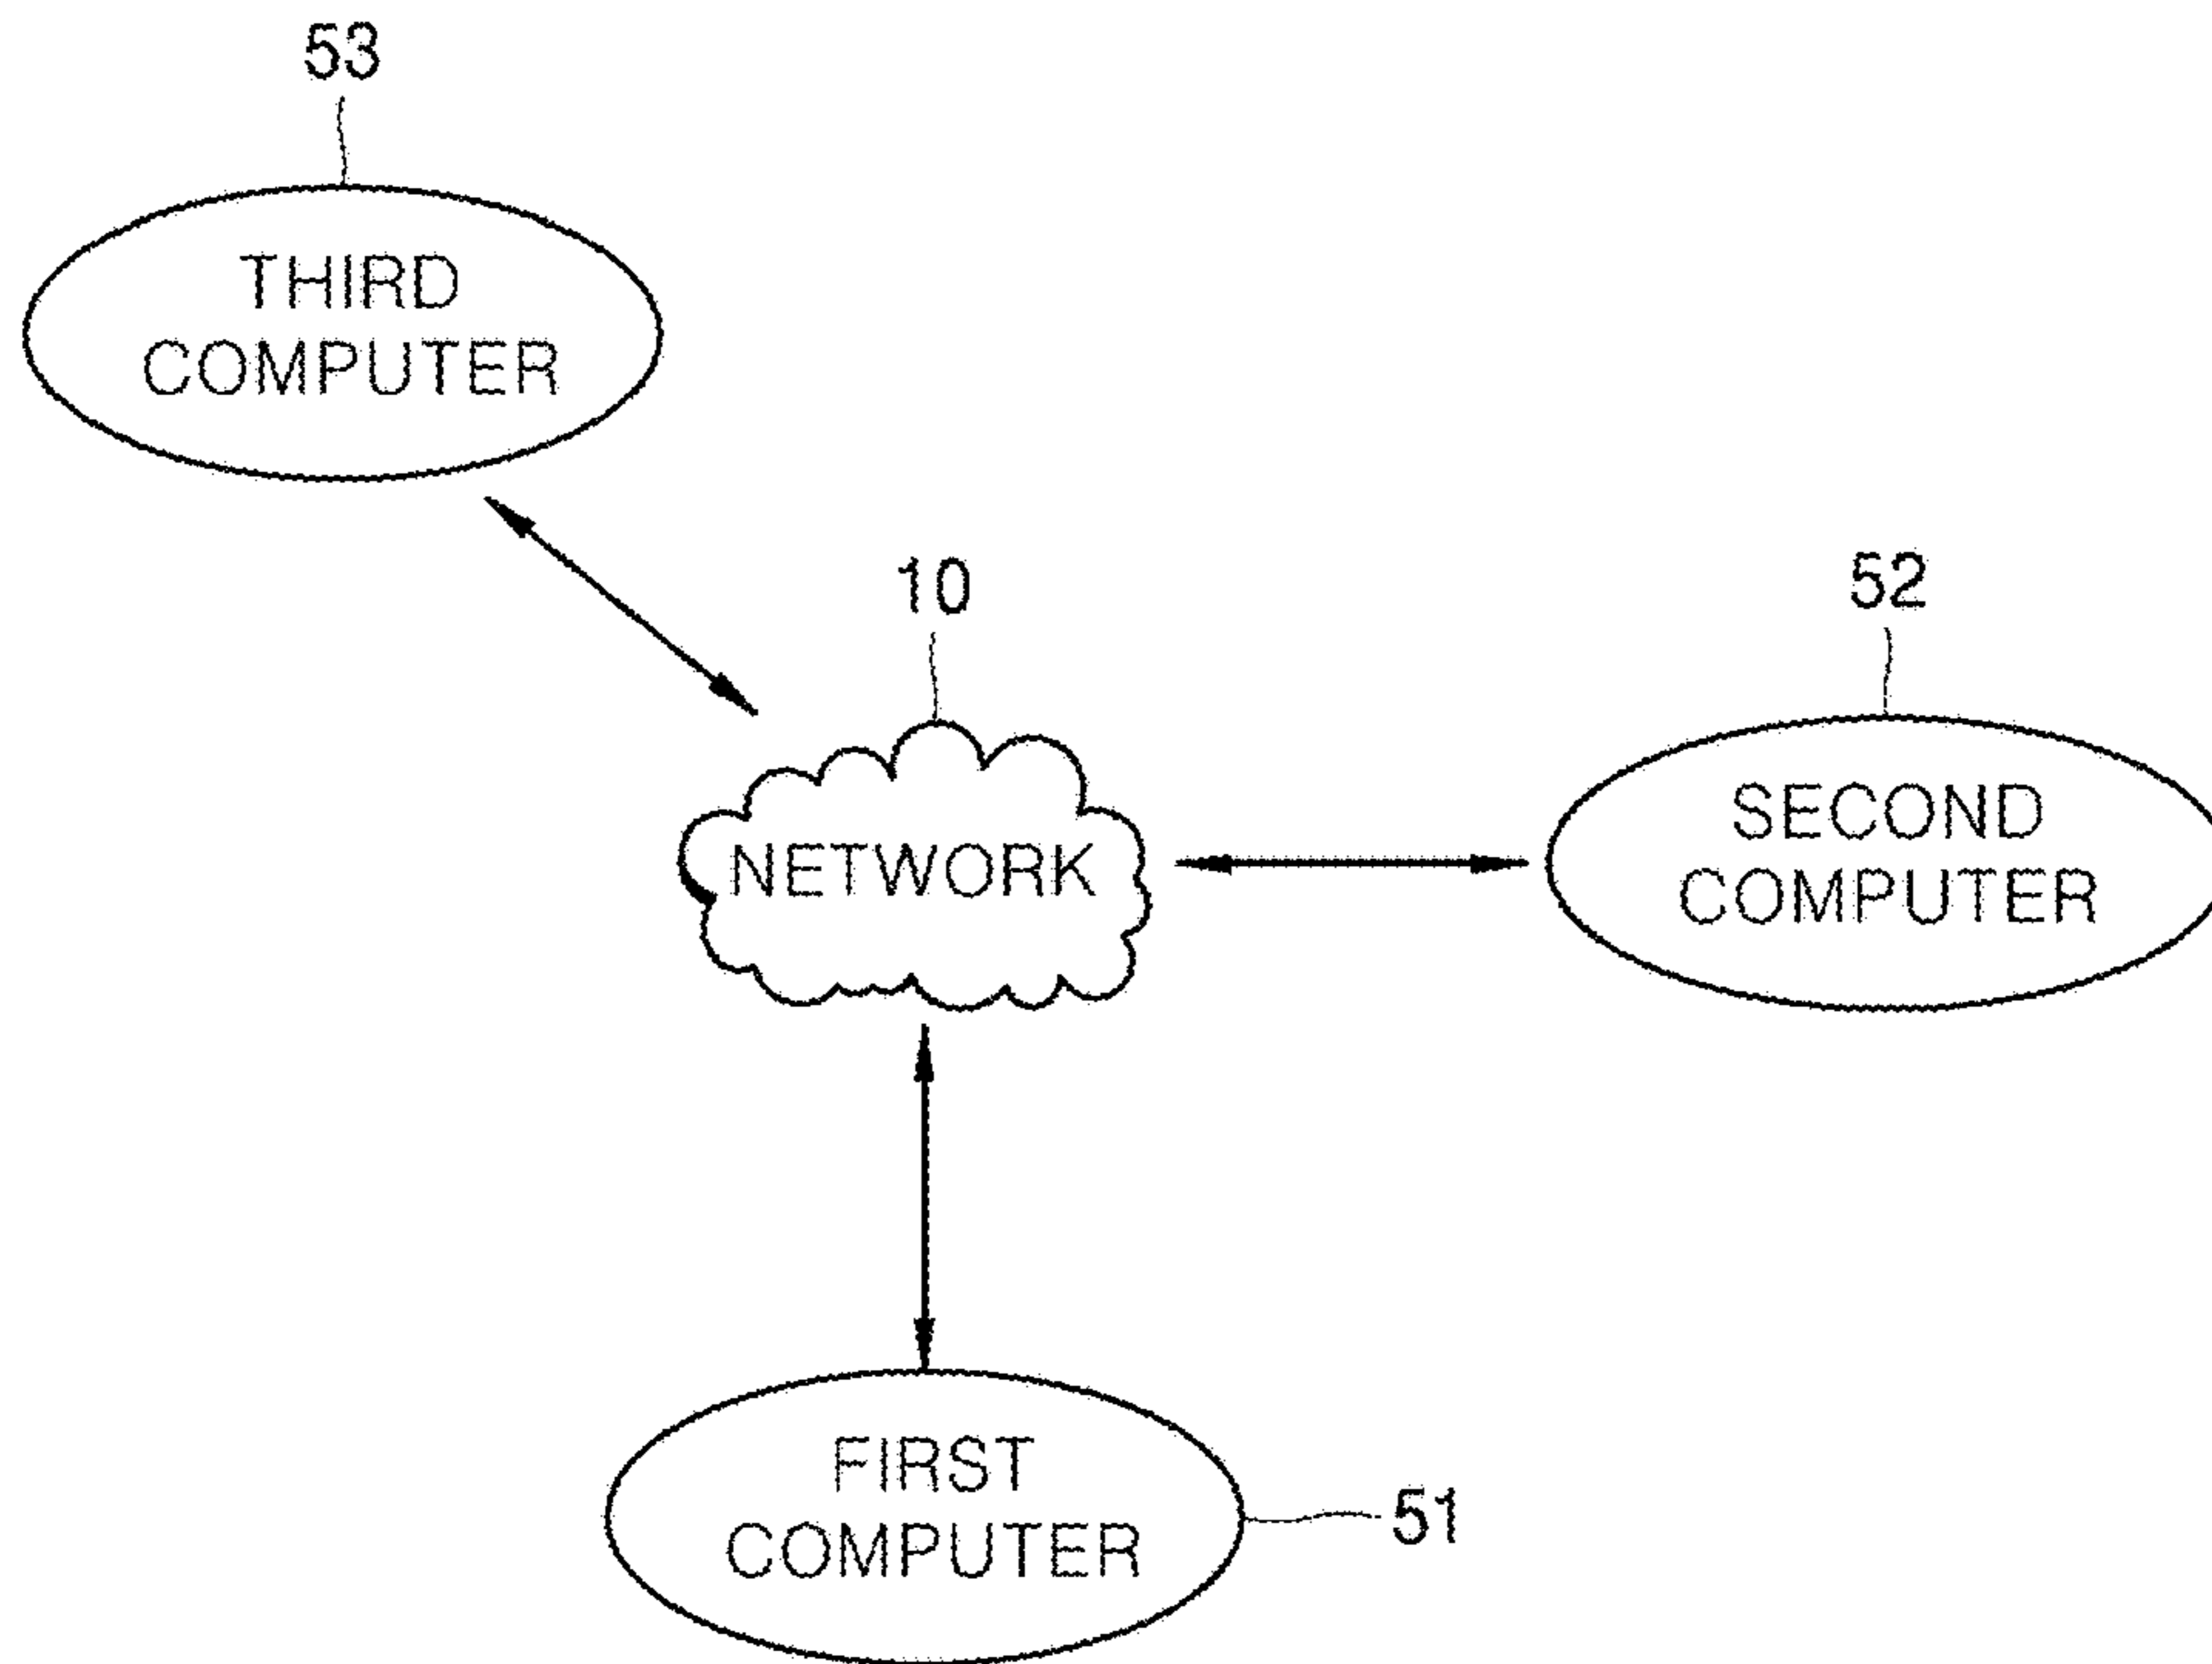 53
THIRD
COMPUTER
10
52
NETWORK
SECOND
COMPUTER
FIRST
COMPUTER
51